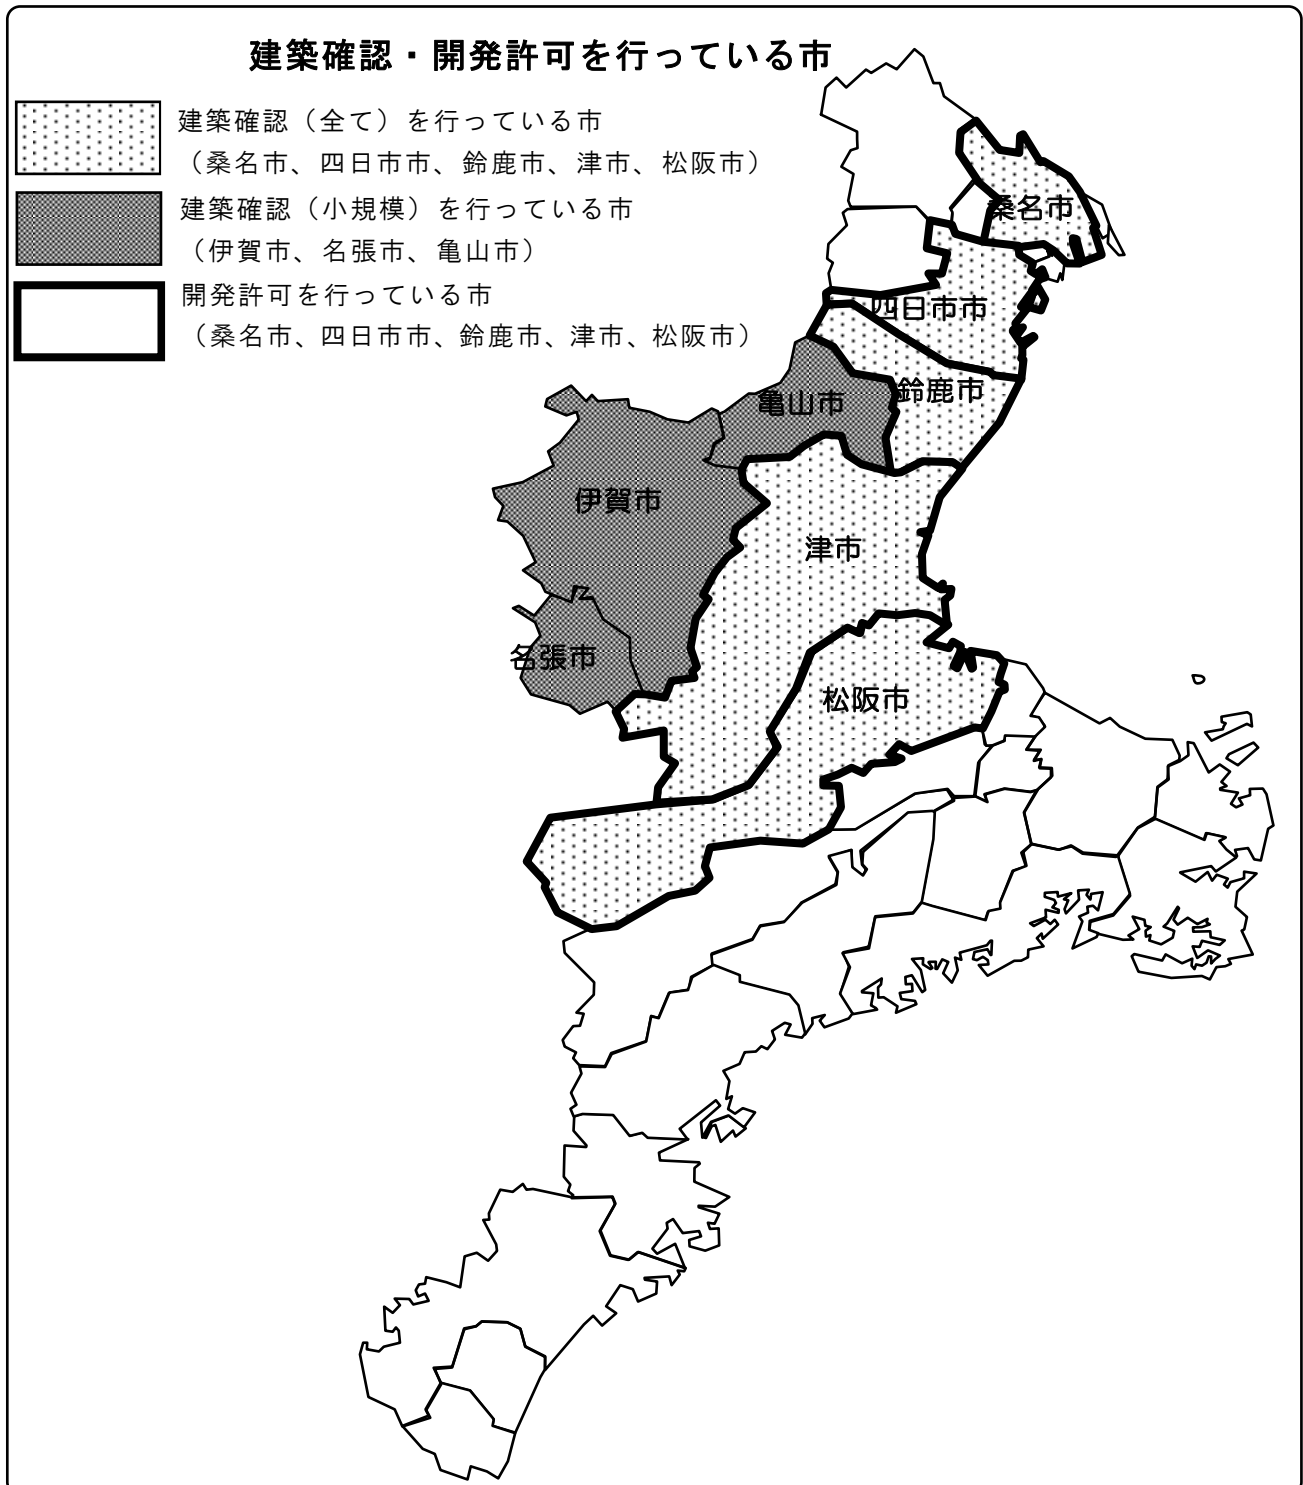 建築確認・開発許可を行っている市
建築確認（全て）を行っている市
（桑名市、四日市市、鈴鹿市、津市、松阪市）
建築確認（小規模）を行っている市
（伊賀市、名張市、亀山市）
開発許可を行っている市
（桑名市、四日市市、鈴鹿市、津市、松阪市）
桑名市
四日市市
鈴鹿市
亀山市
伊賀市
津市
名張市
松阪市